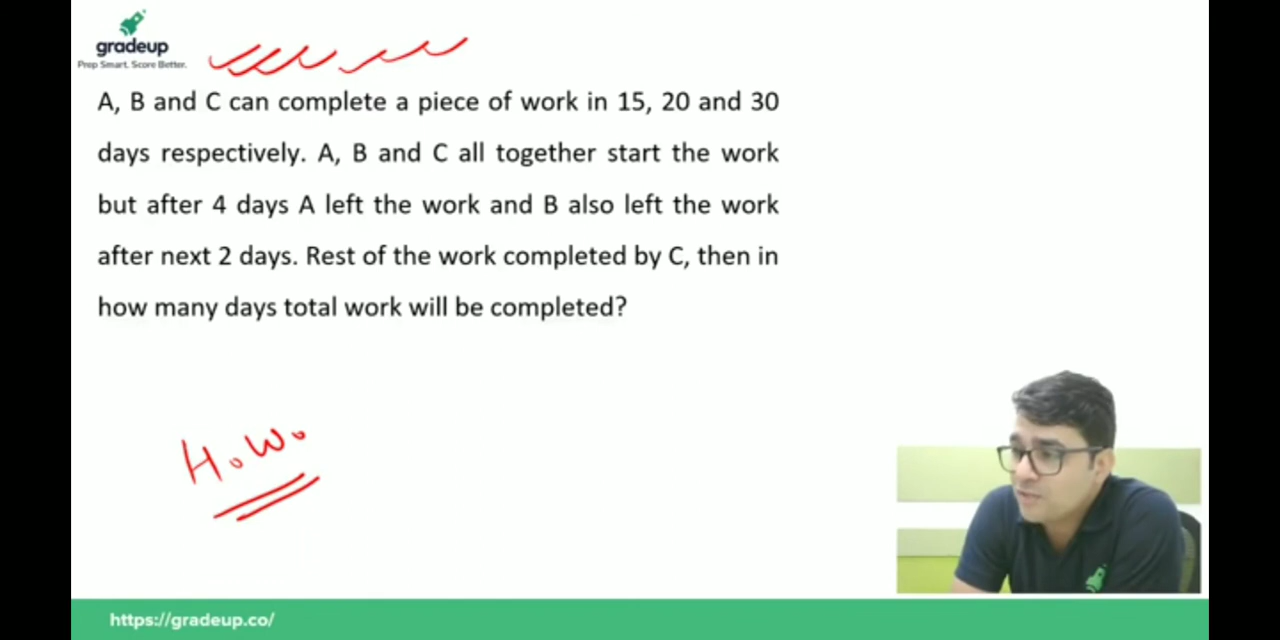 gradeup
Prep Smart. Score Better.
A, B and C can complete a piece of work in 15, 20 and 30
days respectively. A, B and C all together start the work
but after 4 days A left the work and B also left the work
after next 2 days. Rest of the work completed by C, then in
how many days total work will be completed?
H.W.
https://gradeup.co/